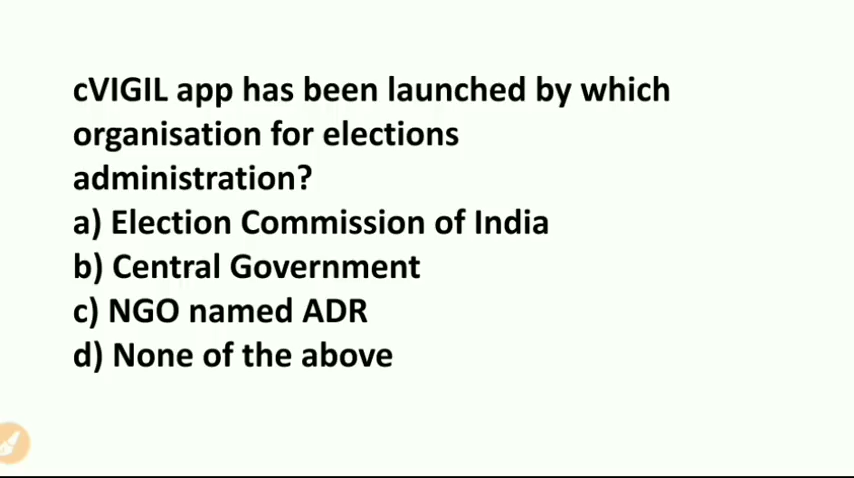 cVIGIL app has been launched by which
organisation for elections
administration?
a) Election Commission of India
b) Central Government
c) NGO named ADR
d) None of the above